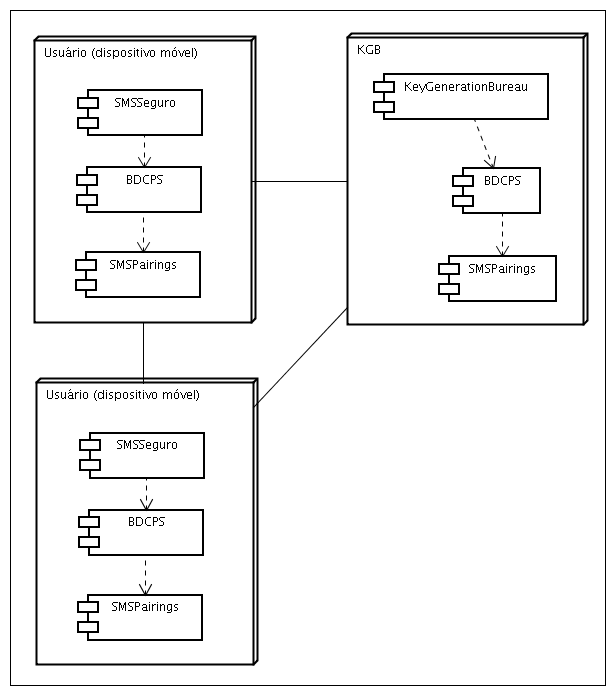 Usuário (dispositivo móvel)
SMSSeguro
BDCPS
SMSPairings
KGB
KeyGenerationBureau
BDCPS
SMSPairings
Usuário (dispositivo móvel)
SMSSeguro
BDCPS
SMSPairings